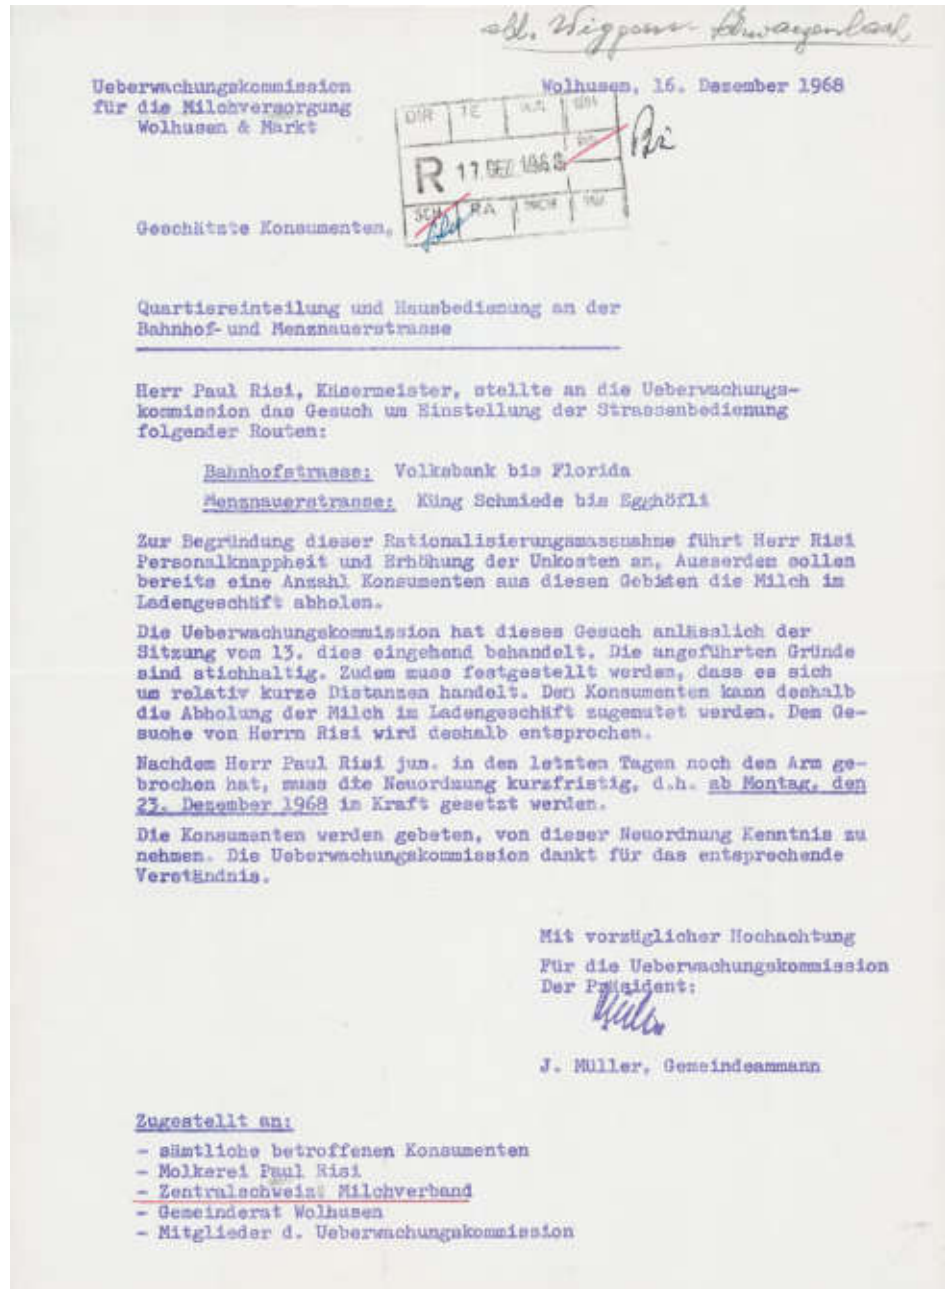 Ueberwachungskommission
für die Milchversorgung
Wolhusen & Markt
Wolhusen, 16. Dezember 1968
DIR TE
R 17. DEZ. 1968
SCH RA
Geschätzte Konsumenten,
Quartiereinteilung und Hausbedienung an der
Bahnhof- und Menznauerstrasse
Herr Paul Risi, Käsermeister, stellte an die Ueberwachungs-
kommission das Gesuch um Einstellung der Strassenbedienung
folgender Routen:
Bahnhofstrasse: Volksbank bis Florida
Menznauerstrasse: Küng Schmiede bis Egghöfli
Zur Begründung dieser Rationalisierungsmassnahme führt Herr Risi
Personalknappheit und Erhöhung der Unkosten an. Ausserdem sollen
bereits eine Anzahl Konsumenten aus diesen Gebieten die Milch im
Ladengeschäft abholen.
Die Ueberwachungskommission hat dieses Gesuch anlässlich der
Sitzung vom 13. dies eingehend behandelt. Die angeführten Gründe
sind stichhaltig. Zudem muss festgestellt werden, dass es sich
um relativ kurze Distanzen handelt. Den Konsumenten kann deshalb
die Abholung der Milch im Ladengeschäft zugemutet werden. Dem Ge-
suche von Herrn Risi wird deshalb entsprochen.
Nachdem Herr Paul Risi jun. in den letzten Tagen noch den Arm ge-
brochen hat, muss die Neuordnung kurzfristig, d.h. ab Montag, den
23. Dezember 1968 in Kraft gesetzt werden.
Die Konsumenten werden gebeten, von dieser Neuordnung Kenntnis zu
nehmen. Die Ueberwachungskommission dankt für das entsprechende
Verständnis.
Mit vorzüglicher Hochachtung
Für die Ueberwachungskommission
Der Präsident:
J. Müller, Gemeindeammann
Zugestellt an:
- sämtliche betroffenen Konsumenten
- Molkerei Paul Risi
- Zentralschweiz. Milchverband
- Gemeinderat Wolhusen
- Mitglieder d. Ueberwachungskommission